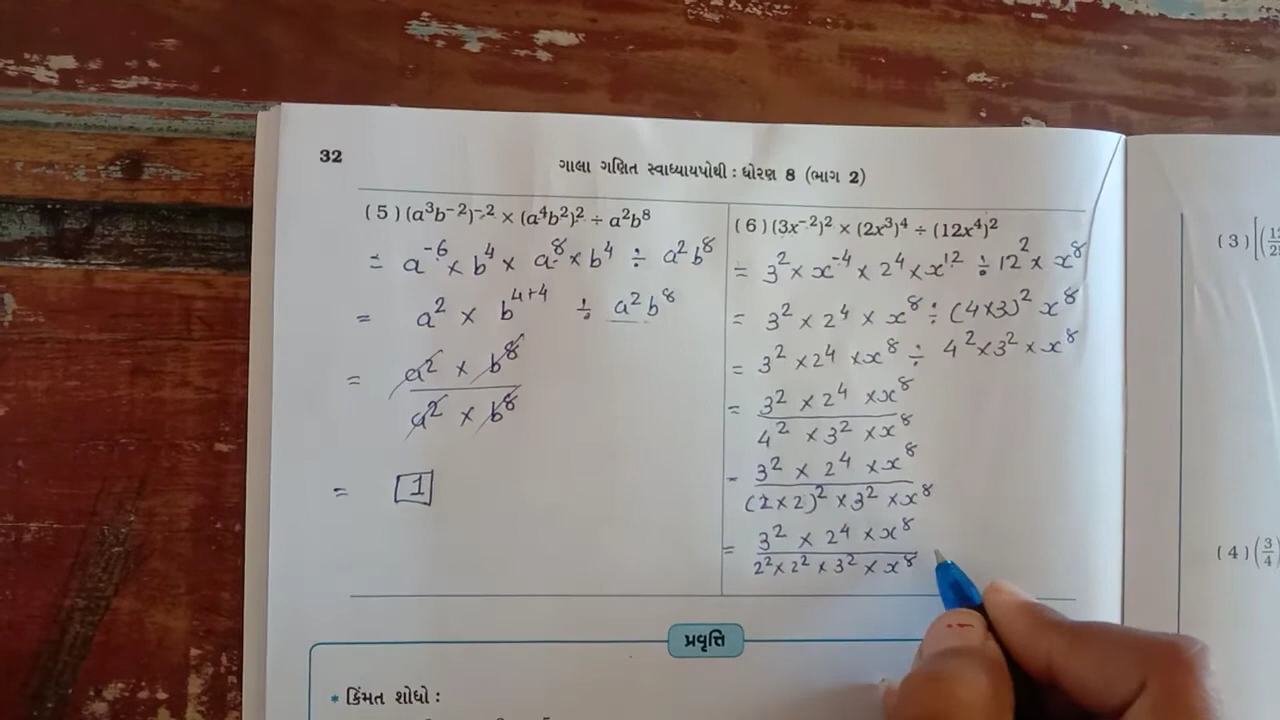 32
ગાલા ગણિત સ્વાધ્યાયપોથી : ધોરણ 8 (ભાગ 2)
(5) (a³b⁻²)⁻² × (a⁴b²)² ÷ a²b⁸
= a⁻⁶ × b⁴ × a⁸ × b⁴ ÷ a²b⁸
= a² × b⁴⁺⁴ ÷ a²b⁸
= a² × b⁸
a² × b⁸
= 1
(6) (3x⁻²)² × (2x³)⁴ ÷ (12x⁴)²
= 3² × x⁻⁴ × 2⁴ × x¹² ÷ 12² × x⁸
= 3² × 2⁴ × x⁸ ÷ (4×3)² x⁸
= 3² × 2⁴ × x⁸ ÷ 4² × 3² × x⁸
= 3² × 2⁴ × x⁸
4² × 3² × x⁸
- 3² × 2⁴ × x⁸
(2×2)² × 3² × x⁸
= 3² × 2⁴ × x⁸
2² × 2² × 3² × x⁸
પ્રવૃત્તિ
* કિંમત શોધો :
(3)
(4) (3/4)